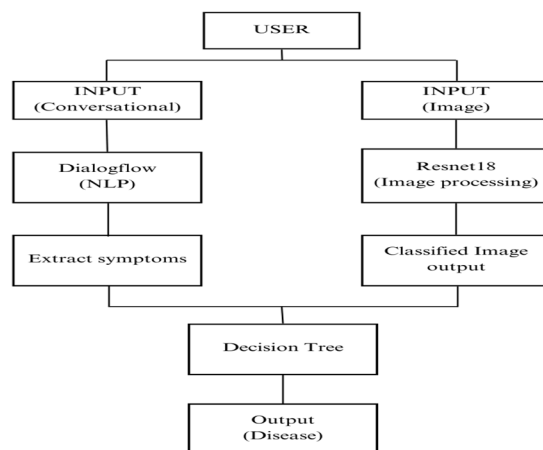 USER
INPUT
(Conversational)
INPUT
(Image)
Dialogflow
(NLP)
Resnet18
(Image processing)
Extract symptoms
Classified Image
output
Decision Tree
Output
(Disease)